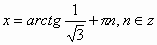 x = arctg 1/√3 + πn, n ∈ z